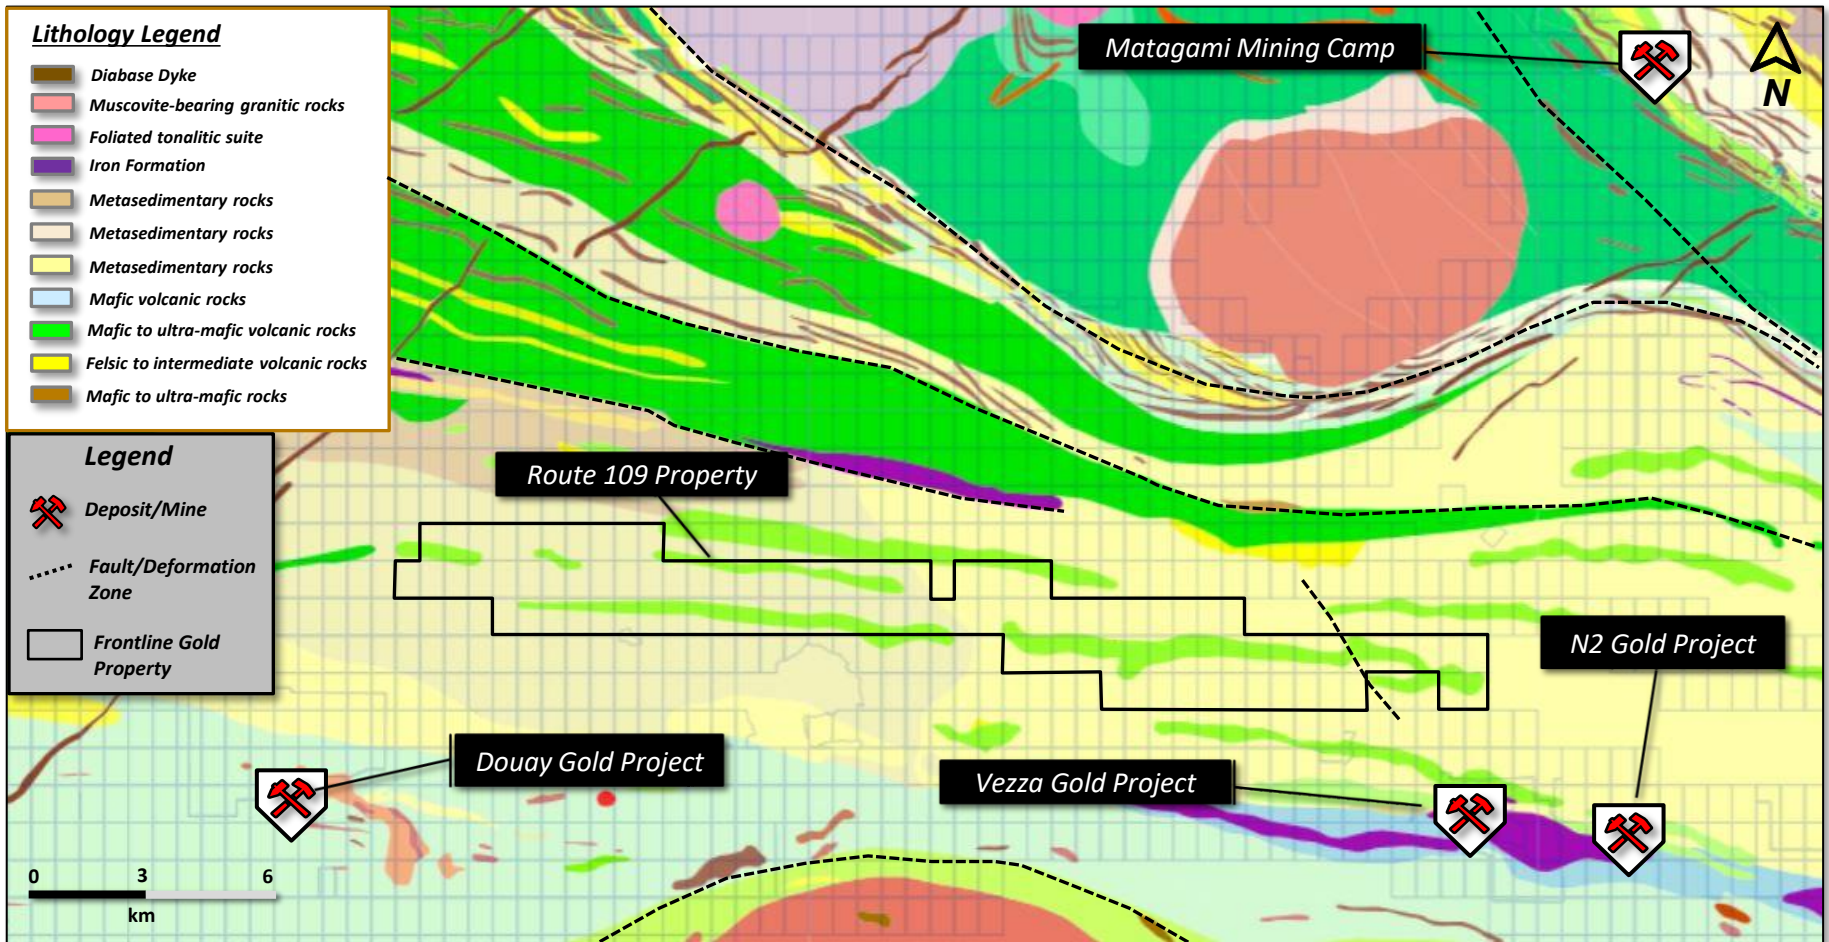 Lithology Legend
Diabase Dyke
Muscovite-bearing granitic rocks
Foliated tonalitic suite
Iron Formation
Metasedimentary rocks
Metasedimentary rocks
Metasedimentary rocks
Mafic volcanic rocks
Mafic to ultra-mafic volcanic rocks
Felsic to intermediate volcanic rocks
Mafic to ultra-mafic rocks
Legend
Deposit/Mine
Fault/Deformation
Zone
Frontline Gold
Property
Matagami Mining Camp
N
Route 109 Property
N2 Gold Project
Douay Gold Project
Vezza Gold Project
0 3 6
km